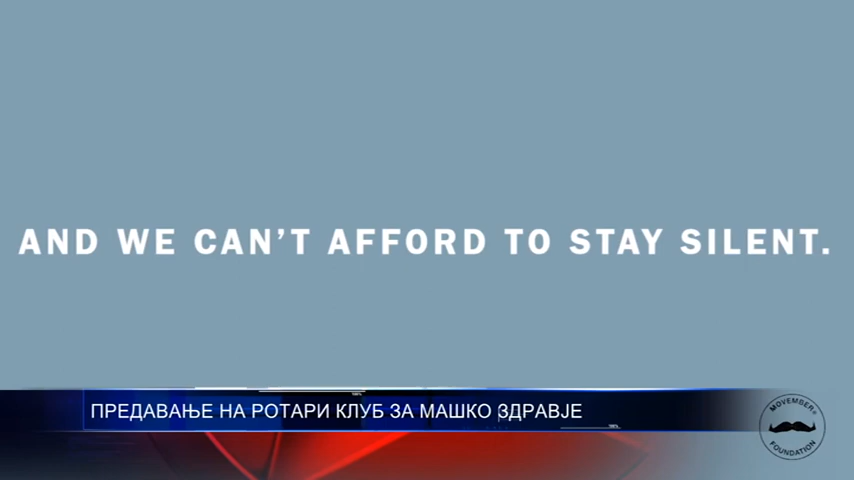 AND WE CAN'T AFFORD TO STAY SILENT.
ПРЕДАВАЊЕ НА РОТАРИ КЛУБ ЗА МАШКО ЗДРАВЈЕ
MOVEMBER®
FOUNDATION